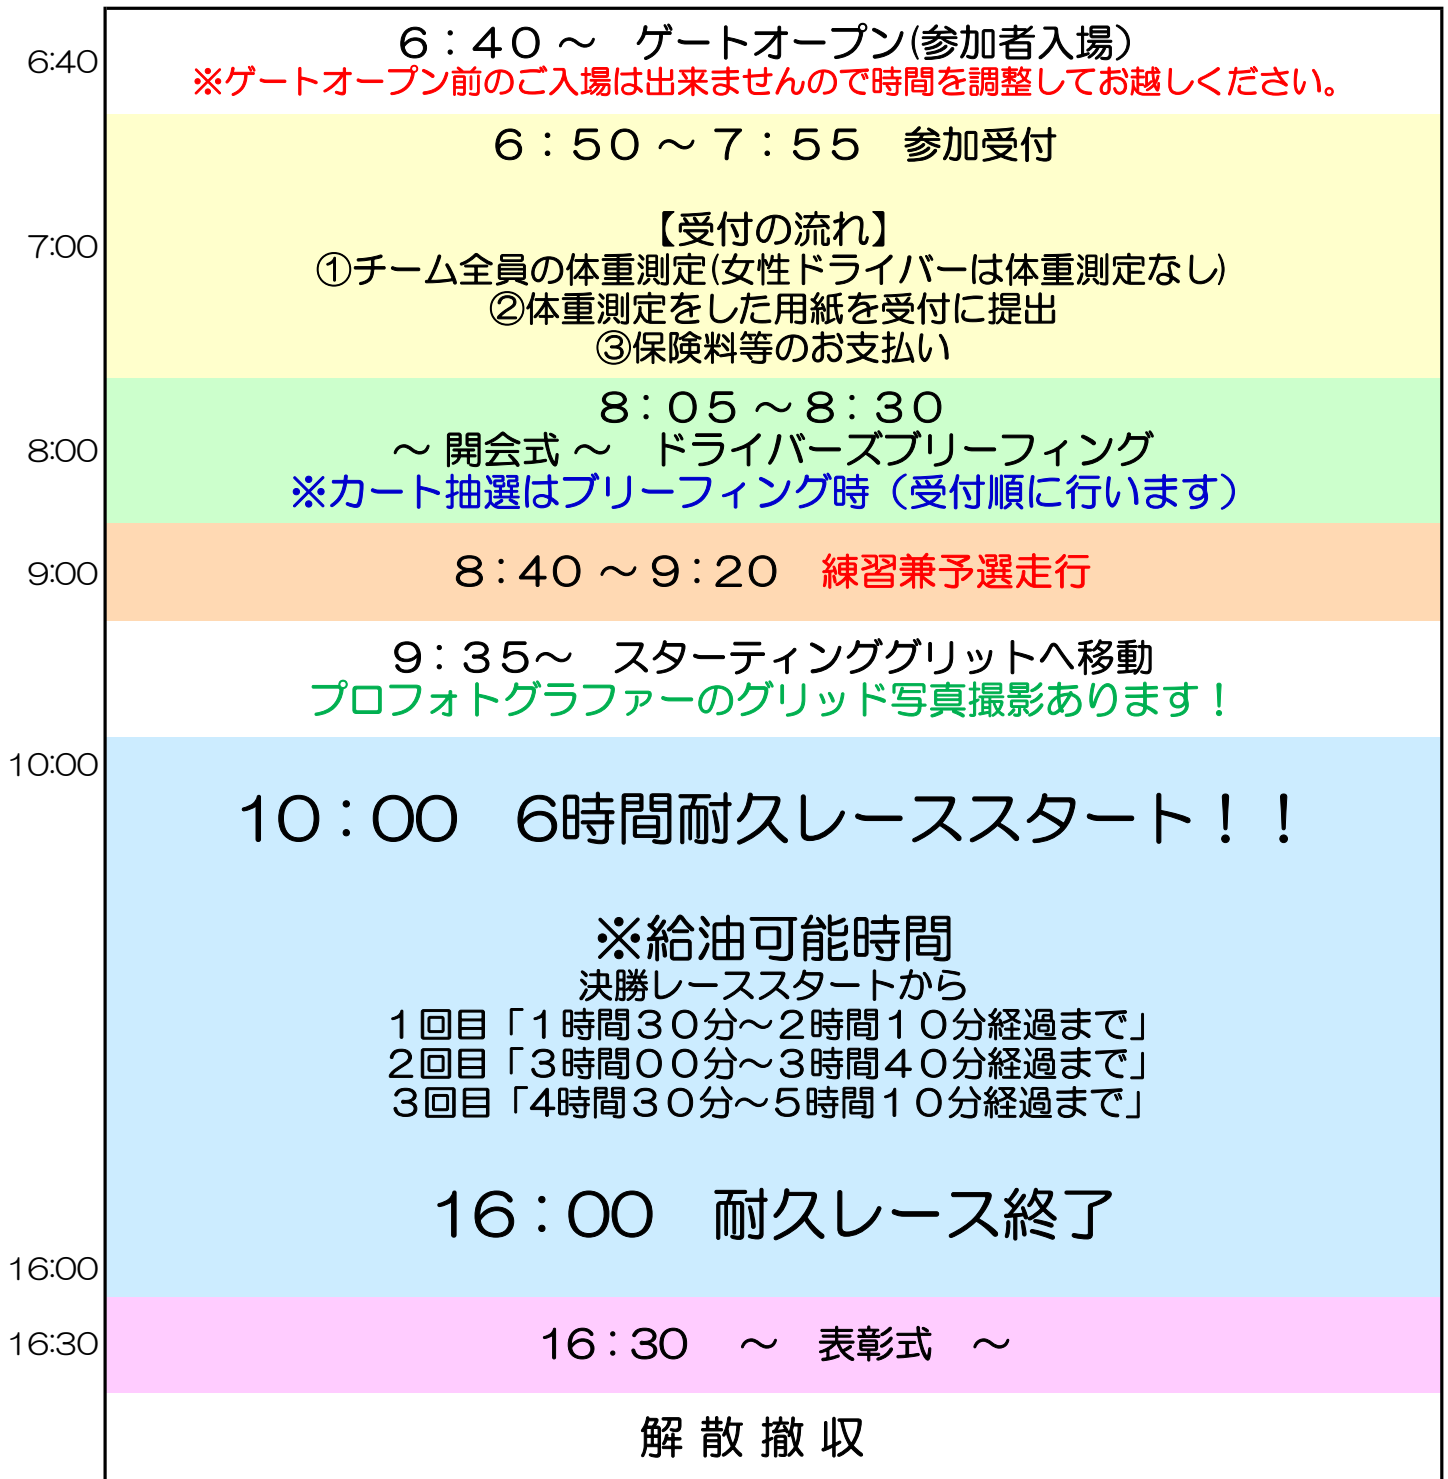 6:40
６：４０ ～　ゲートオープン(参加者入場）
※ゲートオープン前のご入場は出来ませんので時間を調整してお越しください。
６：５０ ～ ７：５５　参加受付
7:00
【受付の流れ】
①チーム全員の体重測定(女性ドライバーは体重測定なし)
②体重測定をした用紙を受付に提出
③保険料等のお支払い
8:00
８：０５ ～８：３０
～ 開会式 ～　ドライバーズブリーフィング
※カート抽選はブリーフィング時（受付順に行います）
9:00
８：４０ ～９：２０　練習兼予選走行
９：３５～　スターティンググリットへ移動
プロフォトグラファーのグリッド写真撮影あります！
10:00
10：00　6時間耐久レーススタート！！
※給油可能時間
決勝レーススタートから
１回目「１時間３０分～２時間１０分経過まで」
２回目「３時間００分～３時間４０分経過まで」
３回目「4時間３０分～５時間１０分経過まで」
16：00　耐久レース終了
16:00
16:30
16：30　～　表彰式　～
解 散 撤 収